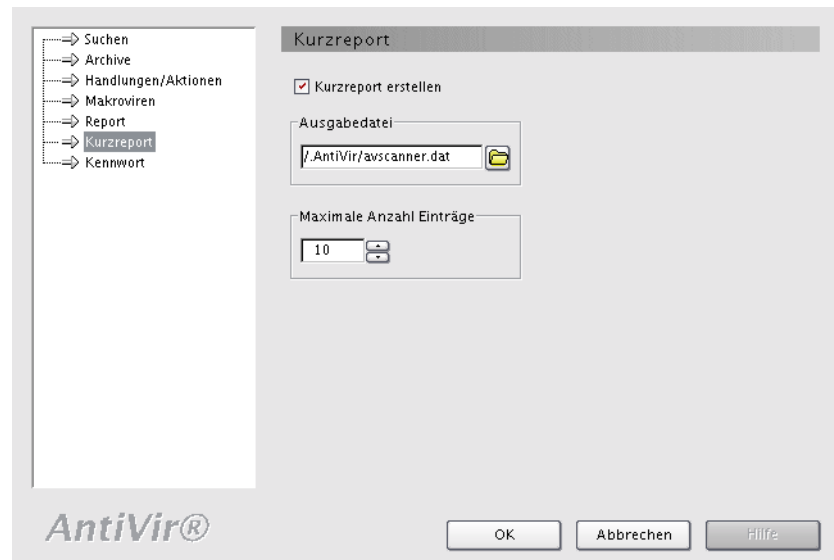 Suchen
Archive
Handlungen/Aktionen
Makroviren
Report
Kurzreport
Kennwort
Kurzreport
Kurzreport erstellen
Ausgabedatei
/.AntiVir/avscanner.dat
Maximale Anzahl Einträge
10
AntiVir®
OK
Abbrechen
Hilfe